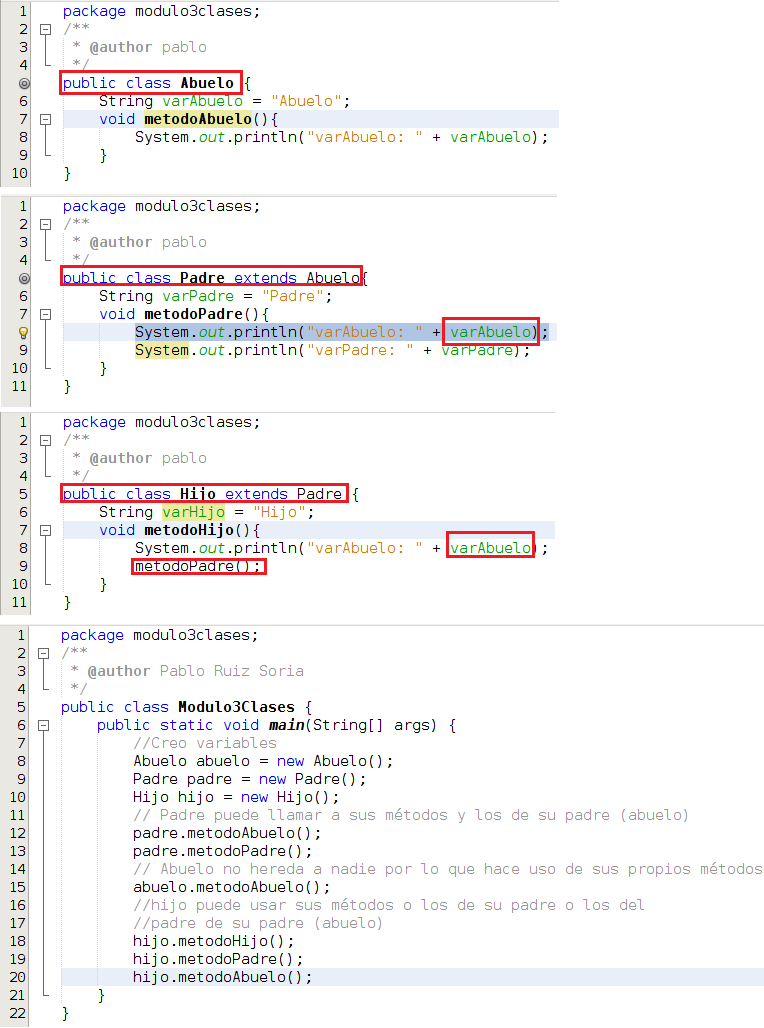 1 package modulo3clases;
2 /**
3 * @author pablo
4 */
public class Abuelo {
6 String varAbuelo = "Abuelo";
7 void metodoAbuelo(){
8 System.out.println("varAbuelo: " + varAbuelo);
9 }
10 }
1 package modulo3clases;
2 /**
3 * @author pablo
4 */
public class Padre extends Abuelo{
6 String varPadre = "Padre";
7 void metodoPadre(){
System.out.println("varAbuelo: " + varAbuelo);
9 System.out.println("varPadre: " + varPadre);
10 }
11 }
1 package modulo3clases;
2 /**
3 * @author pablo
4 */
5 public class Hijo extends Padre {
6 String varHijo = "Hijo";
7 void metodoHijo(){
8 System.out.println("varAbuelo: " + varAbuelo);
9 metodoPadre();
10 }
11 }
1 package modulo3clases;
2 /**
3 * @author Pablo Ruiz Soria
4 */
5 public class Modulo3Clases {
6 public static void main(String[] args) {
7 //Creo variables
8 Abuelo abuelo = new Abuelo();
9 Padre padre = new Padre();
10 Hijo hijo = new Hijo();
11 // Padre puede llamar a sus métodos y los de su padre (abuelo)
12 padre.metodoAbuelo();
13 padre.metodoPadre();
14 // Abuelo no hereda a nadie por lo que hace uso de sus propios métodos
15 abuelo.metodoAbuelo();
16 //hijo puede usar sus métodos o los de su padre o los del
17 //padre de su padre (abuelo)
18 hijo.metodoHijo();
19 hijo.metodoPadre();
20 hijo.metodoAbuelo();
21 }
22 }